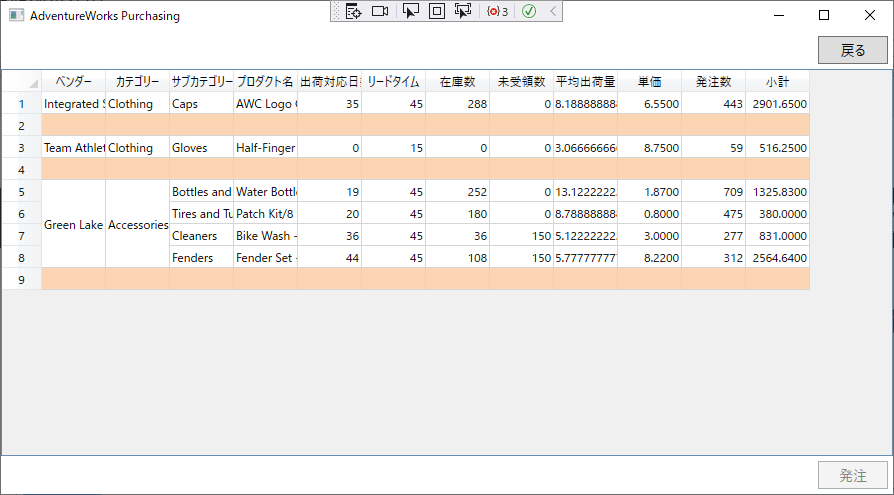 AdventureWorks Purchasing 3
戻る
ベンダー カテゴリー サブカテゴリー プロダクト名 出荷対応日 リードタイム 在庫数 未受領数 平均出荷量 単価 発注数 小計
1 Integrated Clothing Caps AWC Logo 35 45 288 0 8.188888888 6.5500 443 2901.6500
2
3 Team Athlet Clothing Gloves Half-Finger 0 15 0 0 3.066666666 8.7500 59 516.2500
4
5 Bottles and Water Bottl 19 45 252 0 13.1222222 1.8700 709 1325.8300
6 Tires and Tu Patch Kit/8 20 45 180 0 8.788888888 0.8000 475 380.0000
Green Lake Accessories
7 Cleaners Bike Wash - 36 45 36 150 5.12222222 3.0000 277 831.0000
8 Fenders Fender Set - 44 45 108 150 5.77777777 8.2200 312 2564.6400
9
発注